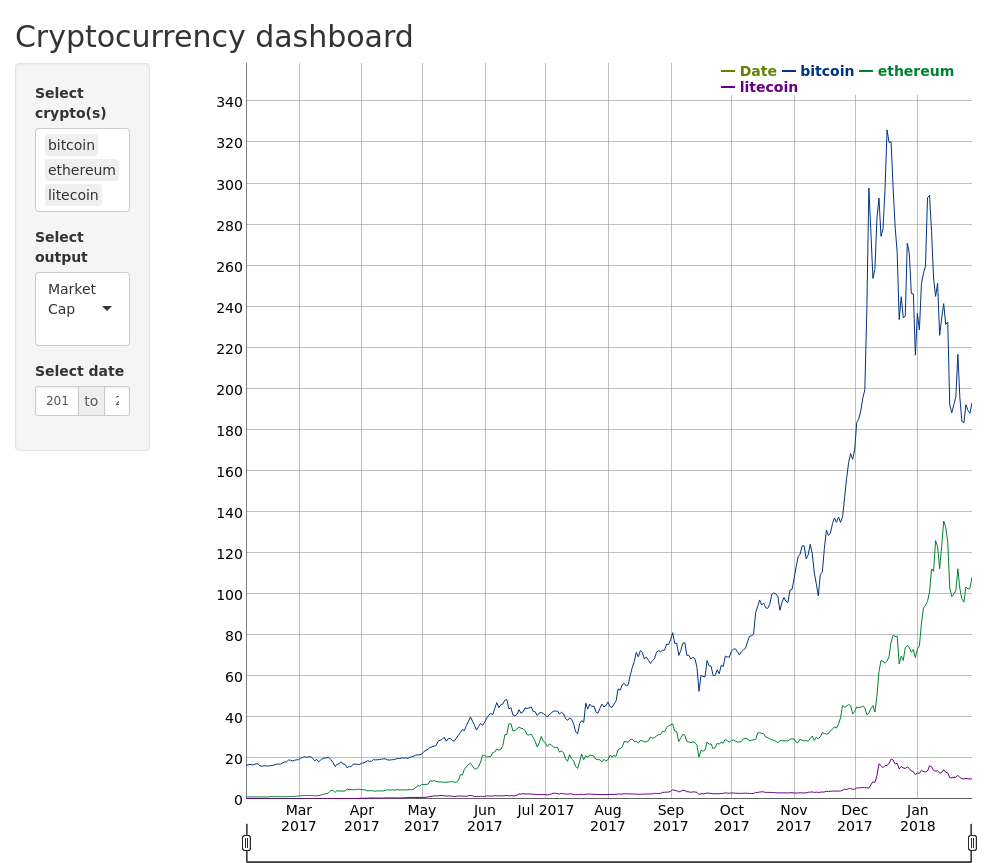 Cryptocurrency dashboard
Select
crypto(s)
bitcoin
ethereum
litecoin
Select
output
Market
Cap
Select date
201 to 2
Date bitcoin ethereum
litecoin
340
320
300
280
260
240
220
200
180
160
140
120
100
80
60
40
20
0
Mar Apr May Jun Jul 2017 Aug Sep Oct Nov Dec Jan
2017 2017 2017 2017 2017 2017 2017 2017 2017 2018